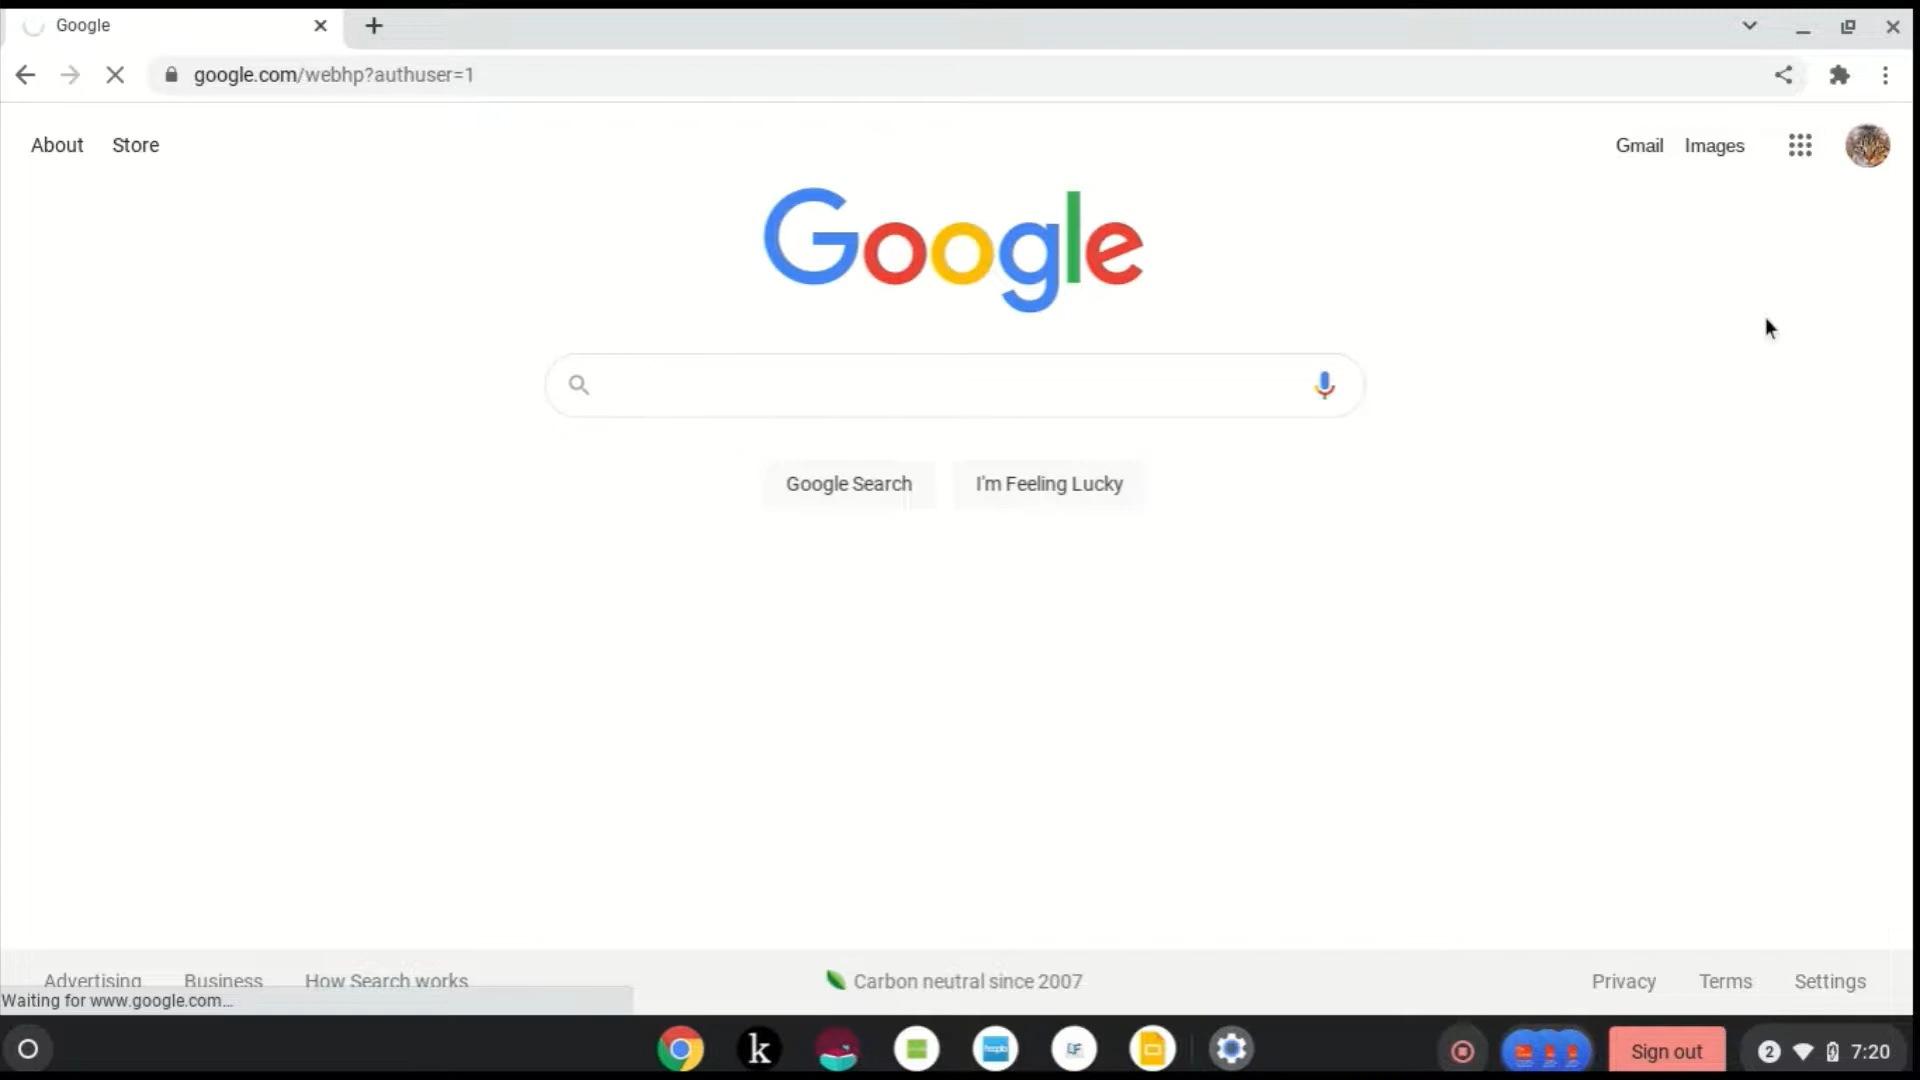 Google
google.com/webhp?authuser=1
About Store
Gmail Images
Google
Google Search I'm Feeling Lucky
Advertising Business How Search works
Carbon neutral since 2007
Privacy Terms Settings
Waiting for www.google.com...
k
hoopla
Sign out
2 7:20